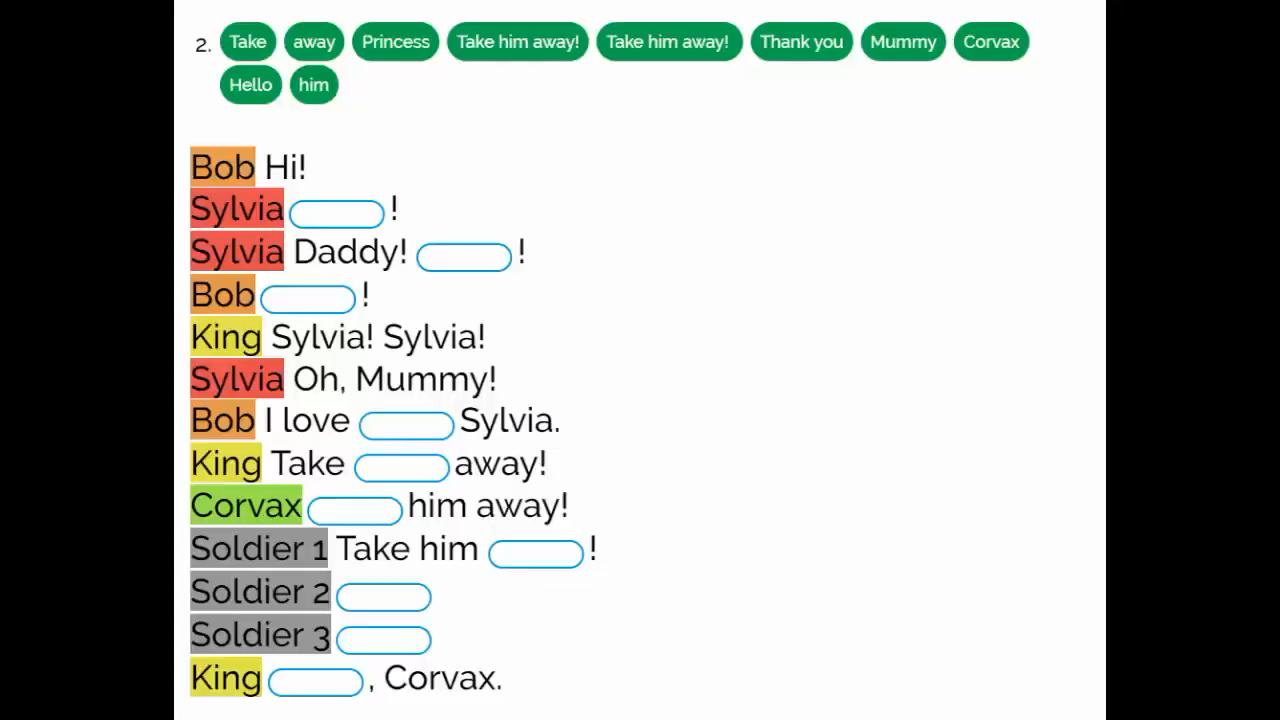 2. Take away Princess Take him away! Take him away! Thank you Mummy Corvax
Hello him
Bob Hi!
Sylvia !
Sylvia Daddy! !
Bob !
King Sylvia! Sylvia!
Sylvia Oh, Mummy!
Bob I love Sylvia.
King Take away!
Corvax him away!
Soldier 1 Take him !
Soldier 2
Soldier 3
King , Corvax.